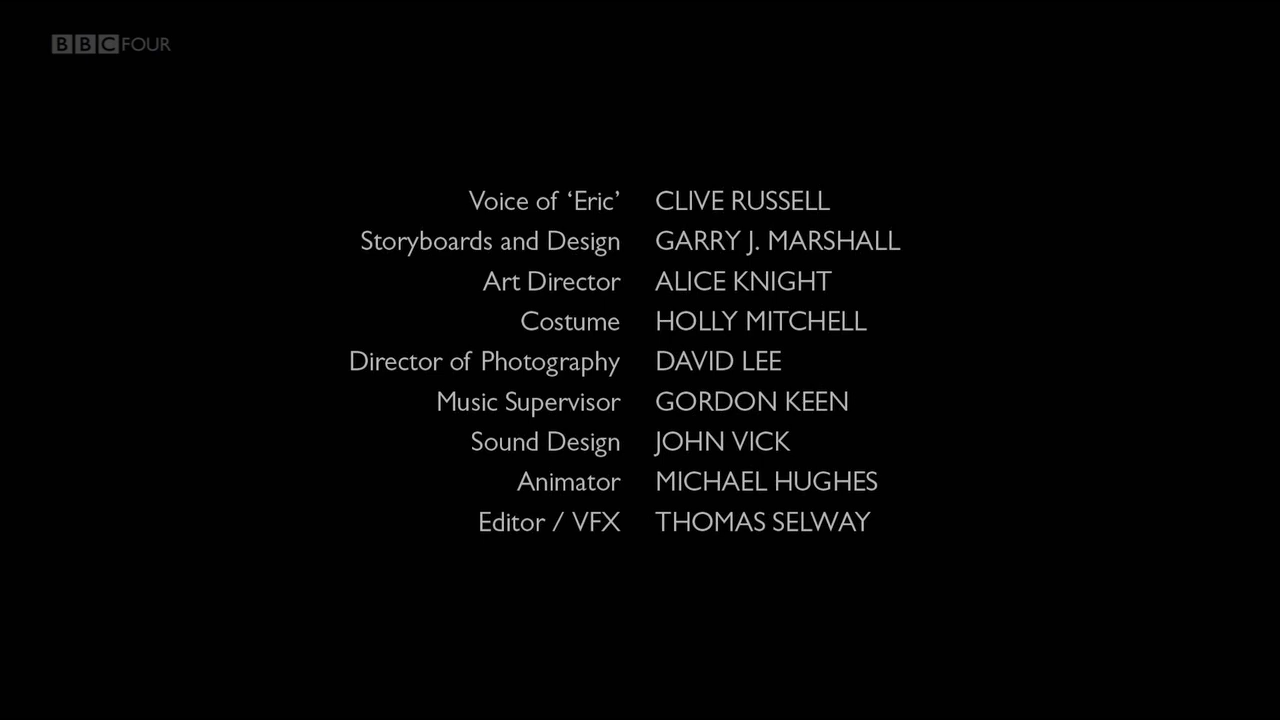 BBC FOUR
Voice of ‘Eric’ CLIVE RUSSELL
Storyboards and Design GARRY J. MARSHALL
Art Director ALICE KNIGHT
Costume HOLLY MITCHELL
Director of Photography DAVID LEE
Music Supervisor GORDON KEEN
Sound Design JOHN VICK
Animator MICHAEL HUGHES
Editor / VFX THOMAS SELWAY